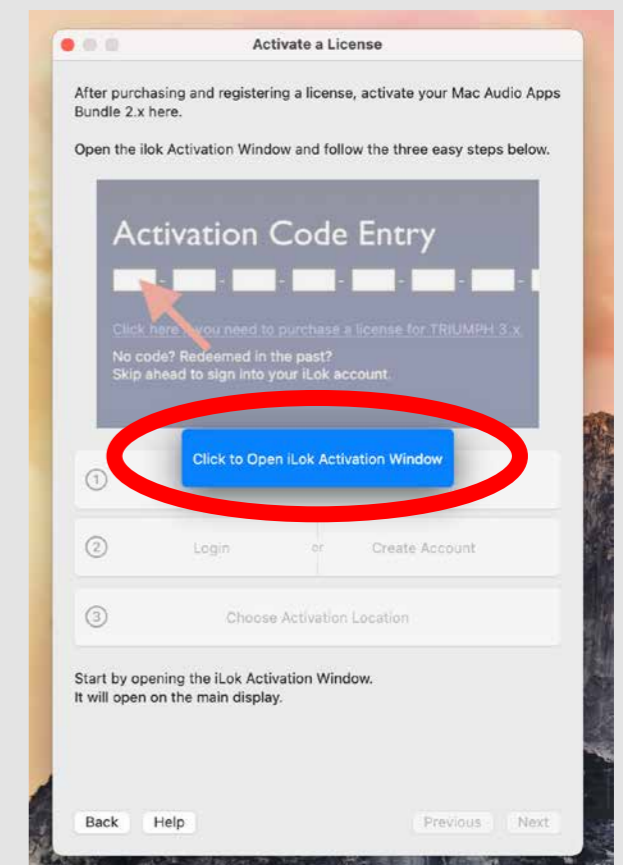 Activate a License
After purchasing and registering a license, activate your Mac Audio Apps
Bundle 2.x here.
Open the ilok Activation Window and follow the three easy steps below.
Activation Code Entry
Click here if you need to purchase a license for TRIUMPH 3.x.
No code? Redeemed in the past?
Skip ahead to sign into your iLok account.
Click to Open iLok Activation Window
1
2 Login or Create Account
3 Choose Activation Location
Start by opening the iLok Activation Window.
It will open on the main display.
Back Help Previous Next